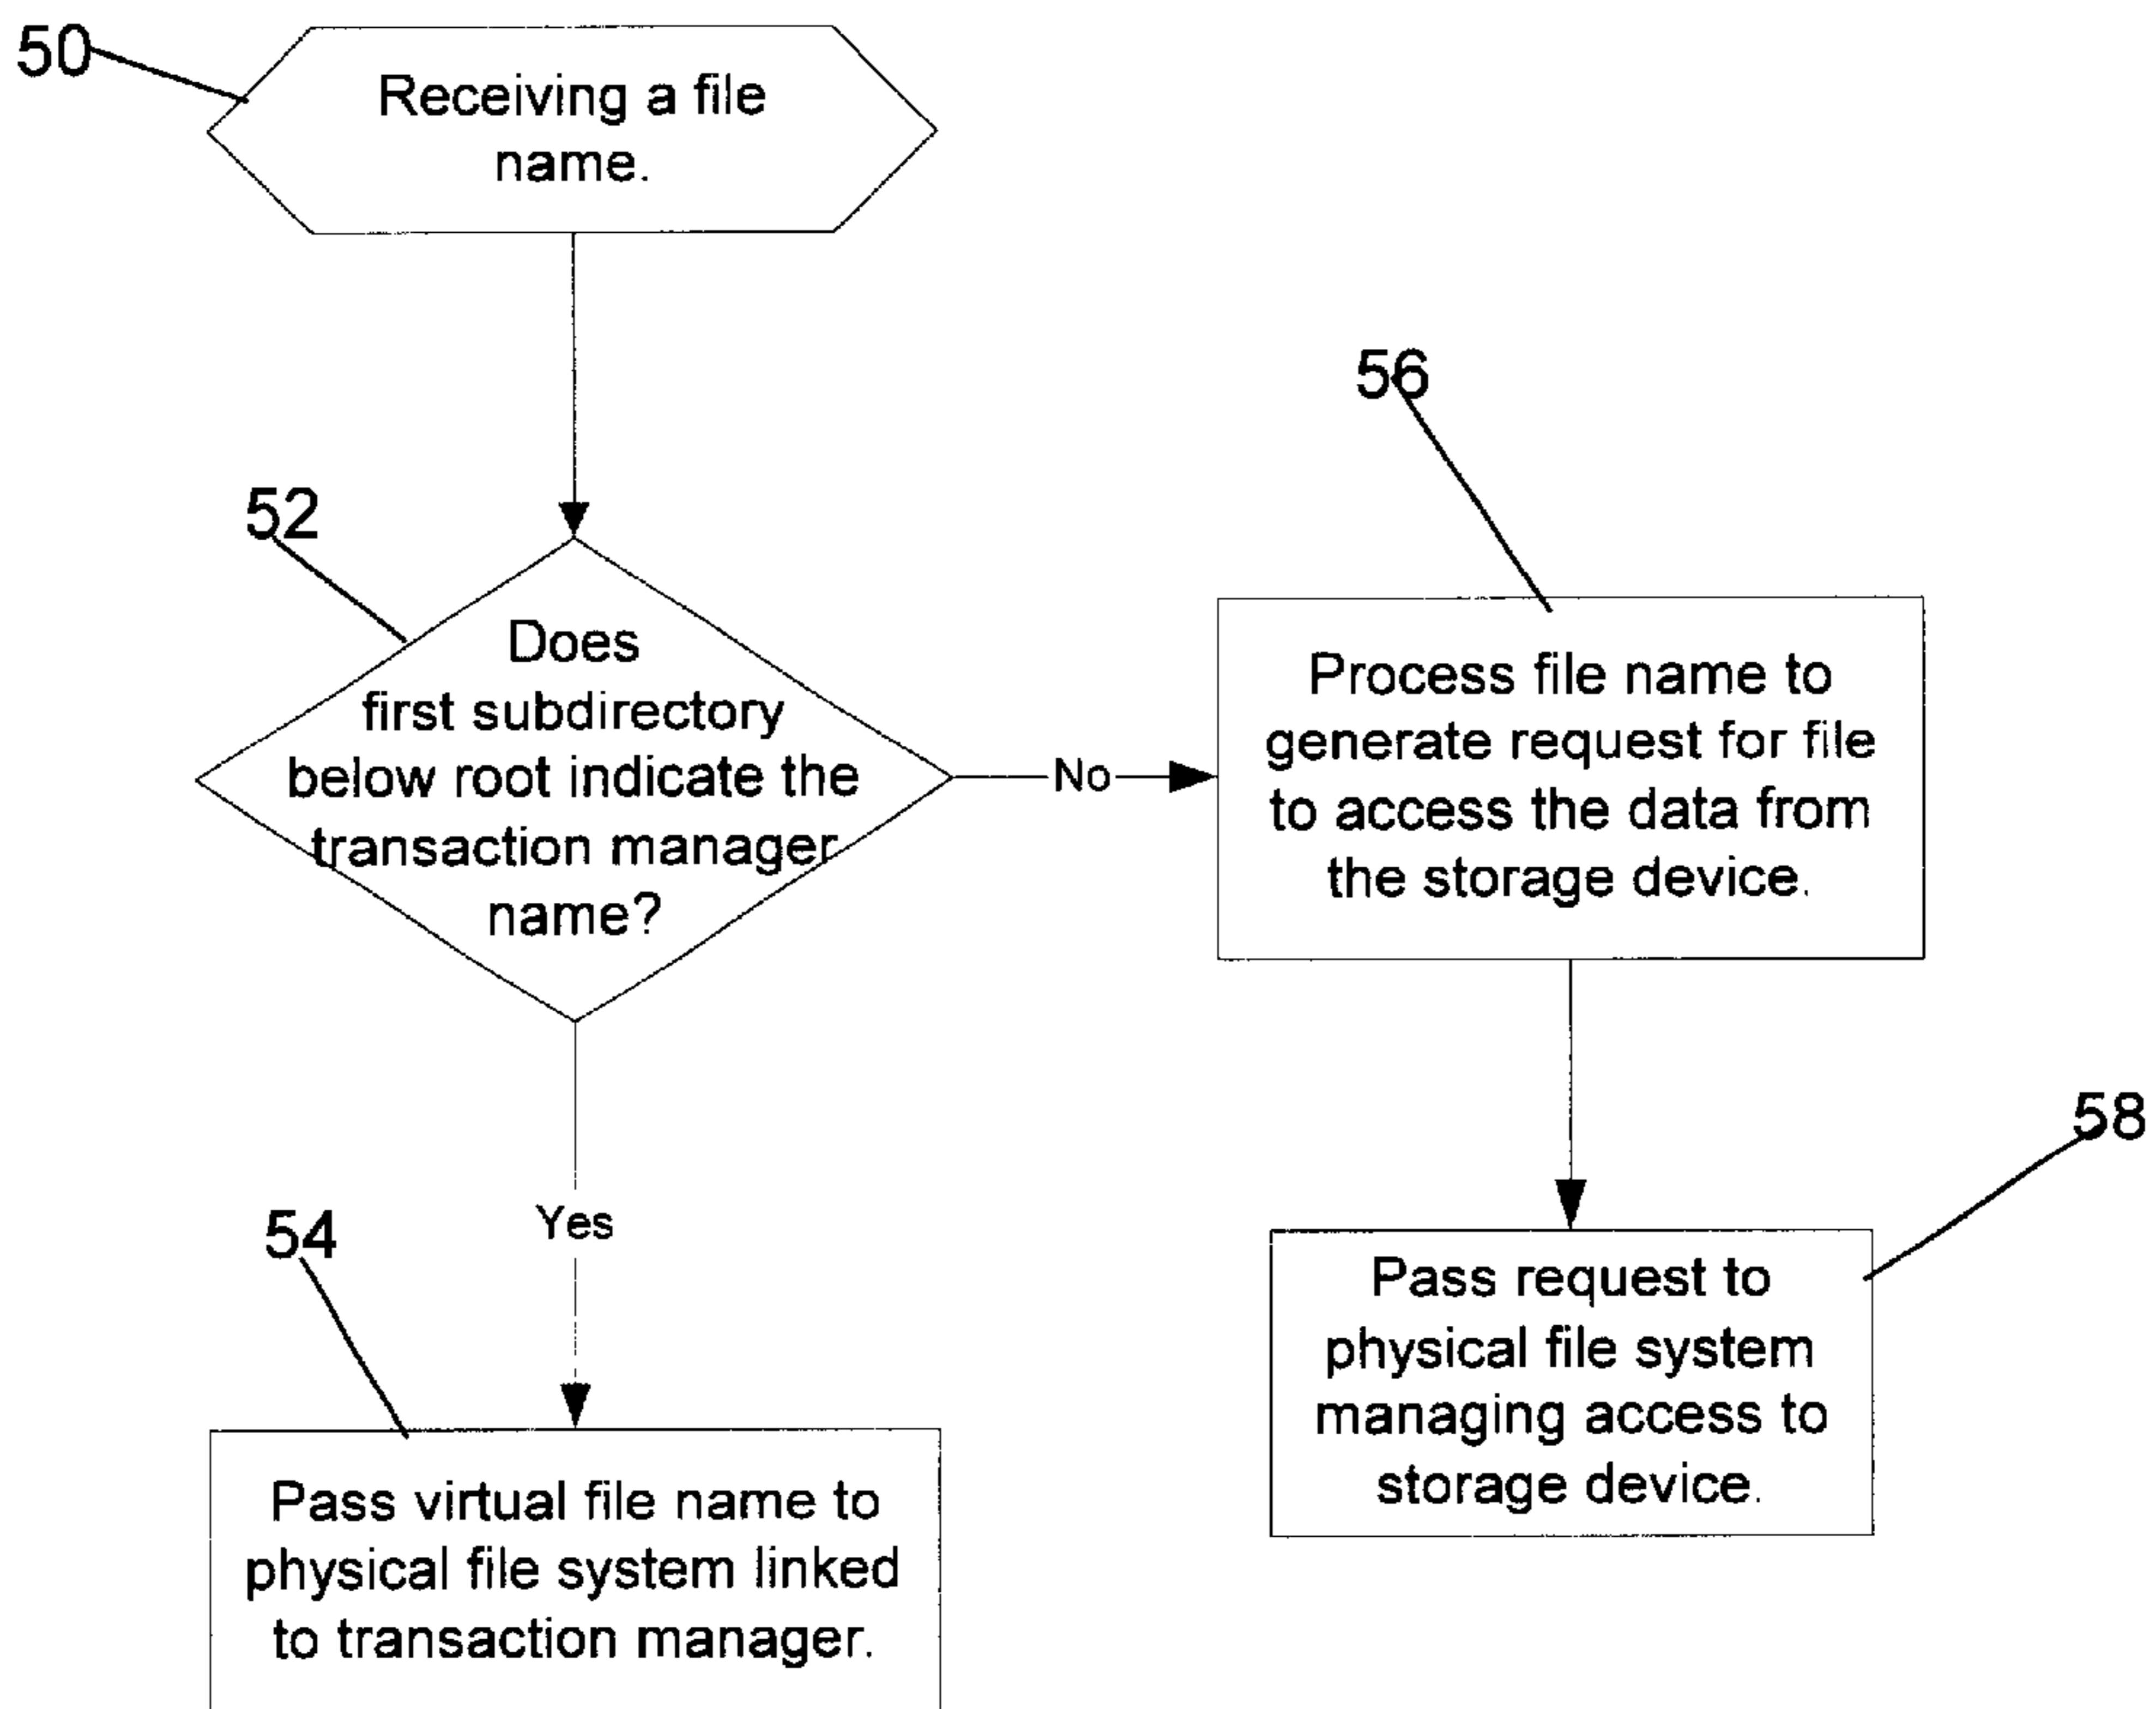 50
Receiving a file
name.
52
Does
first subdirectory
below root indicate the
transaction manager
name?
No
56
Process file name to
generate request for file
to access the data from
the storage device.
58
Pass request to
physical file system
managing access to
storage device.
Yes
54
Pass virtual file name to
physical file system linked
to transaction manager.